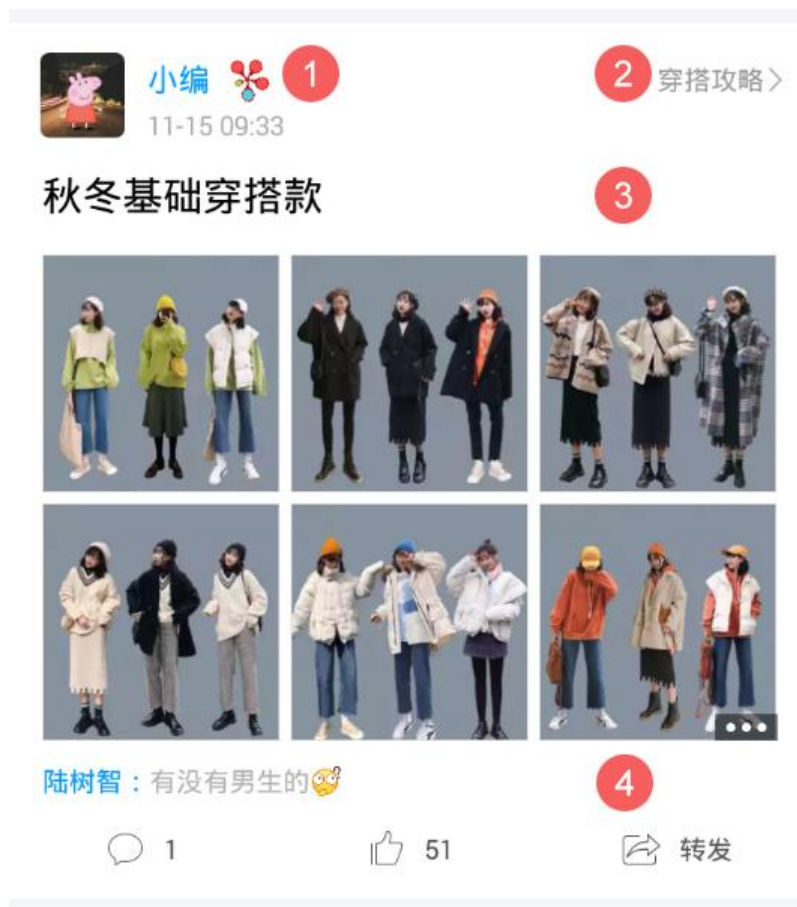 小编 1
2 穿搭攻略>
11-15 09:33
秋冬基础穿搭款 3
陆树智：有没有男生的 4
1 51 转发